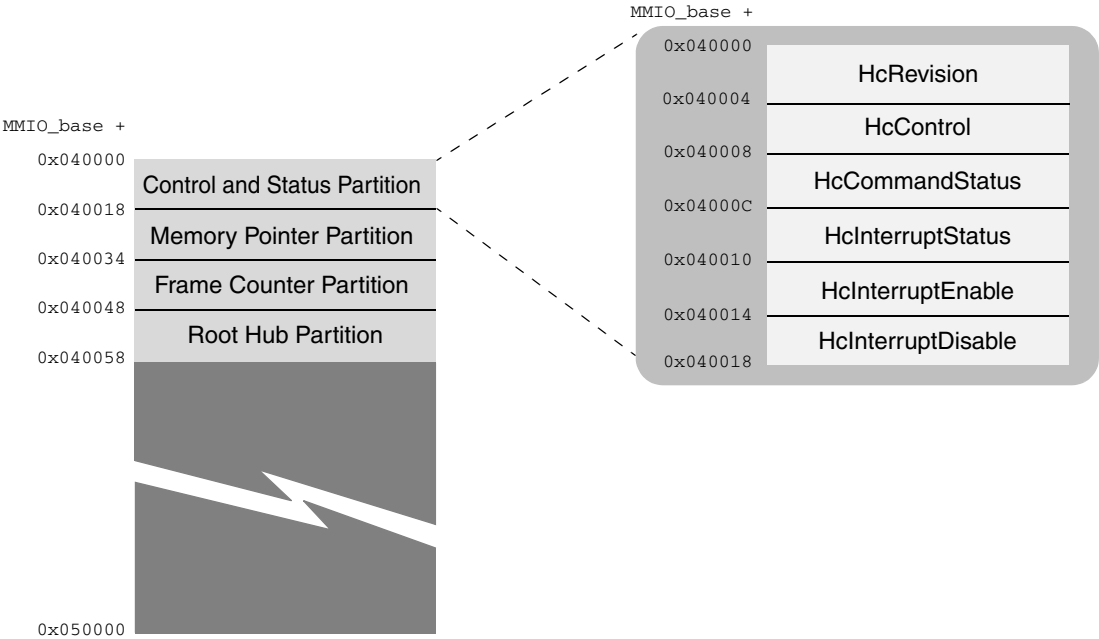 MMIO_base +
0x040000
Control and Status Partition
0x040018
Memory Pointer Partition
0x040034
Frame Counter Partition
0x040048
Root Hub Partition
0x040058
0x050000
MMIO_base +
0x040000
HcRevision
0x040004
HcControl
0x040008
HcCommandStatus
0x04000C
HcInterruptStatus
0x040010
HcInterruptEnable
0x040014
HcInterruptDisable
0x040018